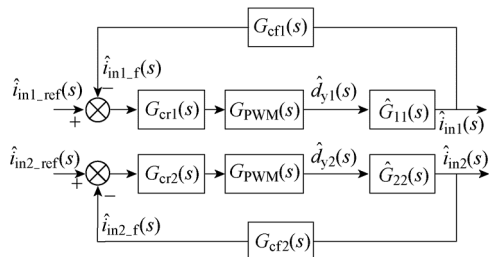 G_cf1(s)
î_in1_ref(s)
−
î_in1_f(s)
+
G_cr1(s)
G_PWM(s)
d̂_y1(s)
Ĝ_11(s)
î_in1(s)
î_in2_ref(s)
+
−
G_cr2(s)
G_PWM(s)
d̂_y2(s)
Ĝ_22(s)
î_in2(s)
î_in2_f(s)
G_cf2(s)